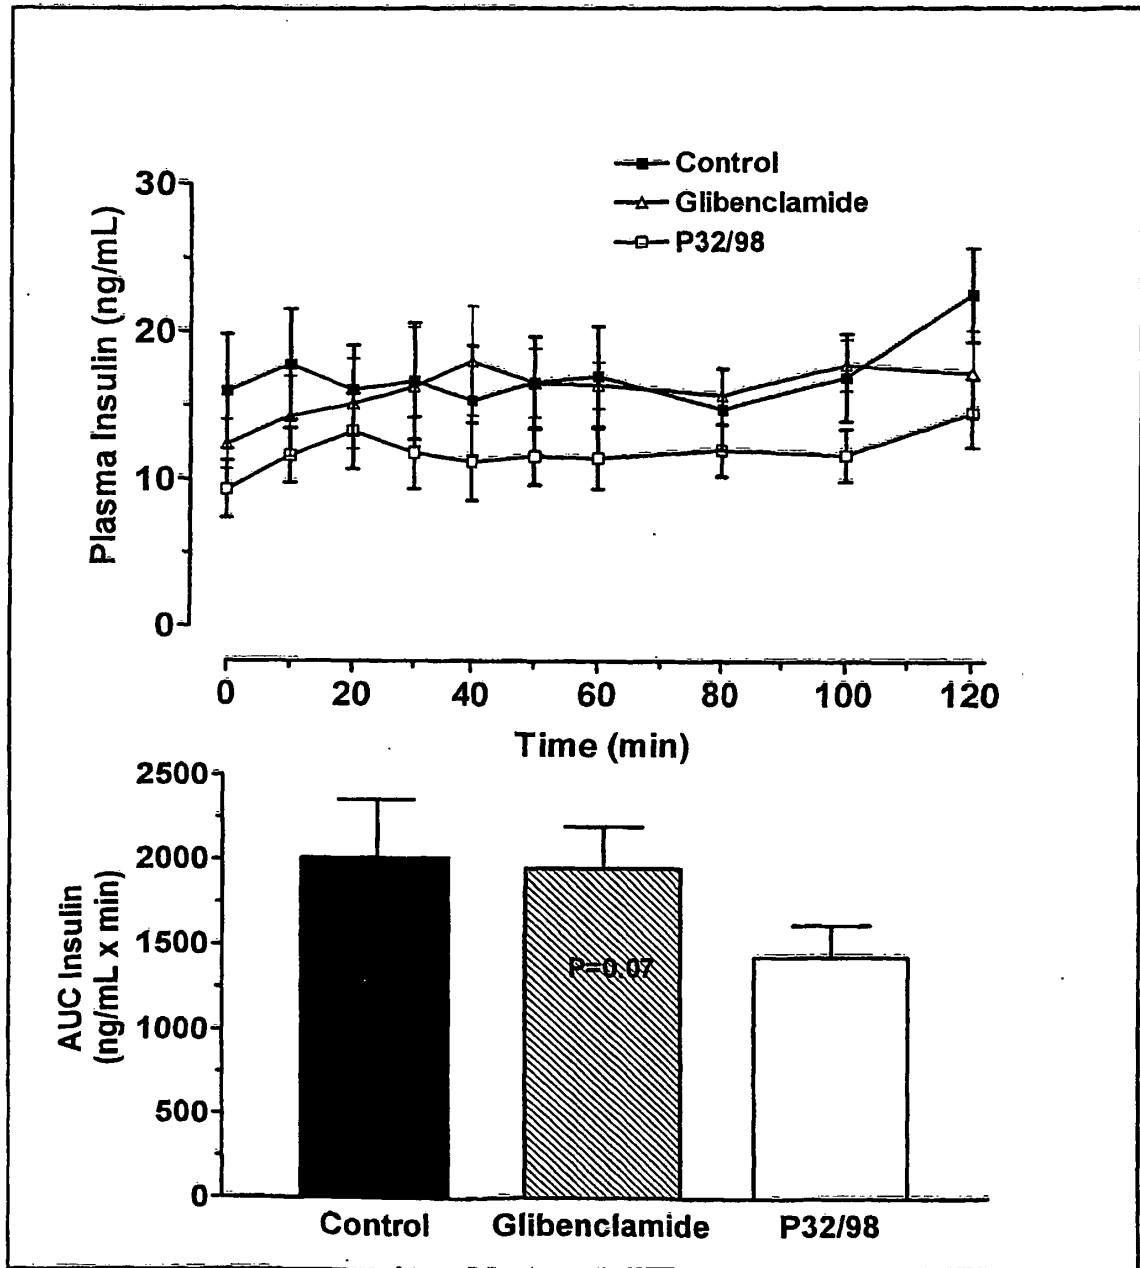 Control
Glibenclamide
P32/98
Plasma Insulin (ng/mL)
30
20
10
0
0 20 40 60 80 100 120
Time (min)
AUC Insulin
(ng/mL x min)
2500
2000
1500
1000
500
0
P=0.07
Control Glibenclamide P32/98